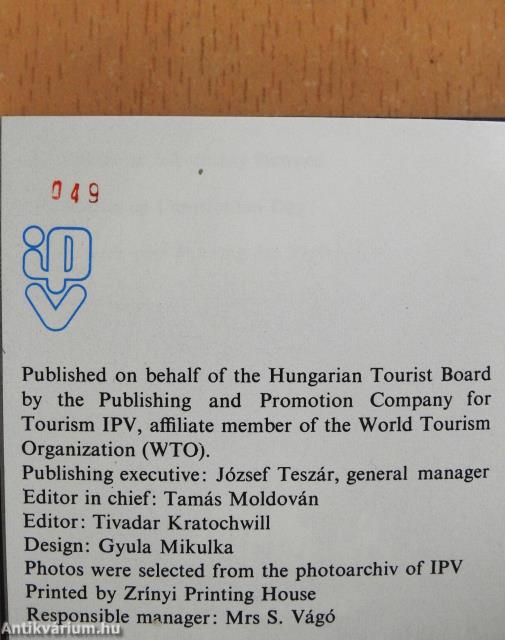 049
ipv
Published on behalf of the Hungarian Tourist Board
by the Publishing and Promotion Company for
Tourism IPV, affiliate member of the World Tourism
Organization (WTO).
Publishing executive: József Teszár, general manager
Editor in chief: Tamás Moldován
Editor: Tivadar Kratochwill
Design: Gyula Mikulka
Photos were selected from the photoarchiv of IPV
Printed by Zrínyi Printing House
Responsible manager: Mrs S. Vágó
Antikvárium.hu